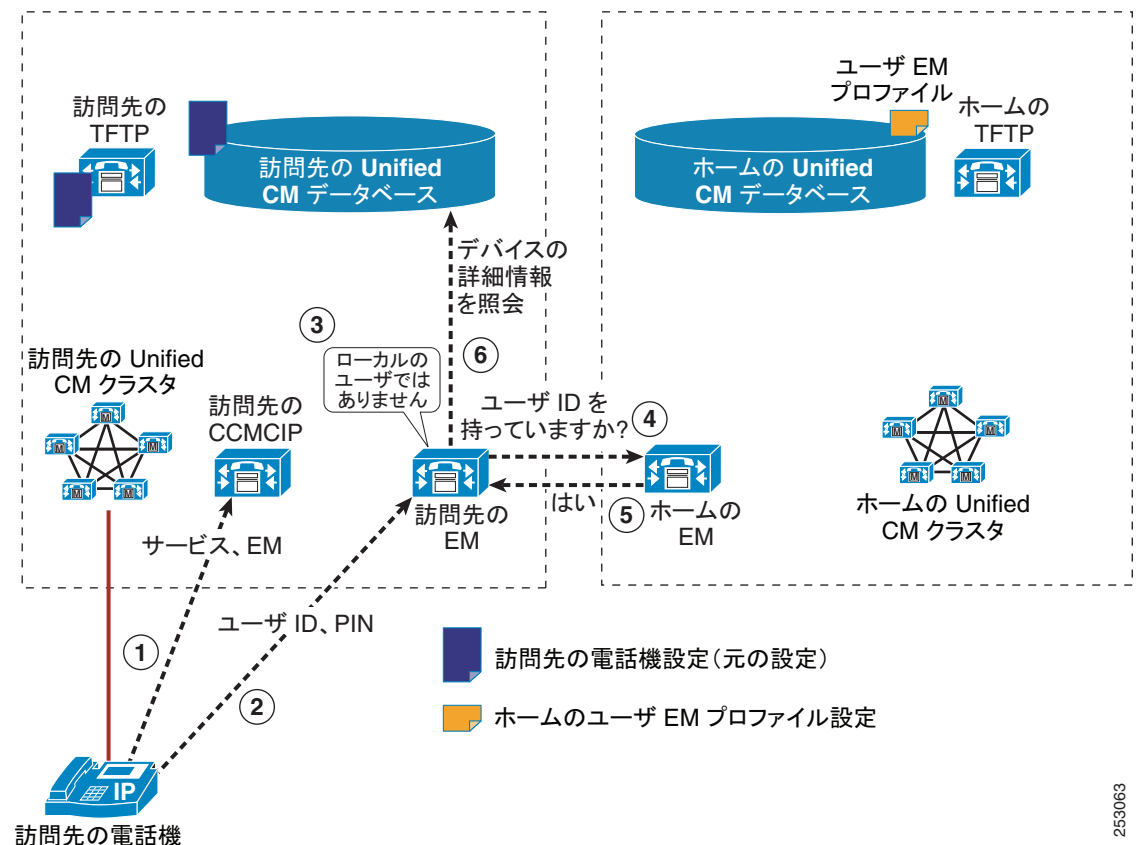 訪問先の
TFTP
訪問先の Unified
CM データベース
ユーザ EM
プロファイル
ホームの
TFTP
ホームの Unified
CM データベース
デバイスの
詳細情報
を照会
3
ローカルの
ユーザでは
ありません
6
訪問先の Unified
CM クラスタ
訪問先の
CCMCIP
ユーザ ID を
持っていますか?
4
M
M
M
M
M
M
M
M
M
M
訪問先の
EM
はい
5
ホームの
EM
ホームの Unified
CM クラスタ
サービス、EM
ユーザ ID、PIN
1
2
訪問先の電話機設定(元の設定)
ホームのユーザ EM プロファイル設定
IP
訪問先の電話機
253063